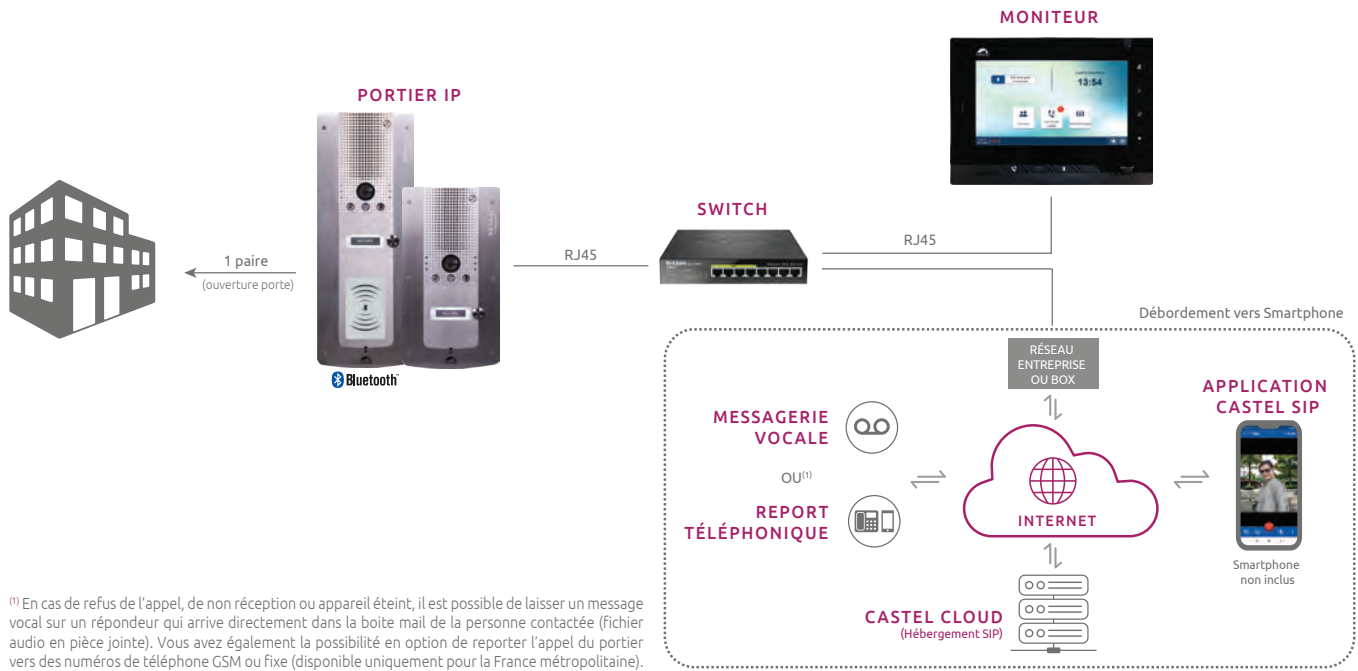 MONITEUR
13:54
PORTIER IP
SWITCH
RJ45
RJ45
1 paire
(ouverture porte)
D-Link
ACCUEIL
ACCUEIL
Bluetooth
Débordement vers Smartphone
RÉSEAU
ENTREPRISE
OU BOX
APPLICATION
CASTEL SIP
MESSAGERIE
VOCALE
OU(1)
REPORT
TÉLÉPHONIQUE
INTERNET
Smartphone
non inclus
CASTEL CLOUD
(Hébergement SIP)
(1) En cas de refus de l'appel, de non réception ou appareil éteint, il est possible de laisser un message
vocal sur un répondeur qui arrive directement dans la boite mail de la personne contactée (fichier
audio en pièce jointe). Vous avez également la possibilité en option de reporter l'appel du portier
vers des numéros de téléphone GSM ou fixe (disponible uniquement pour la France métropolitaine).